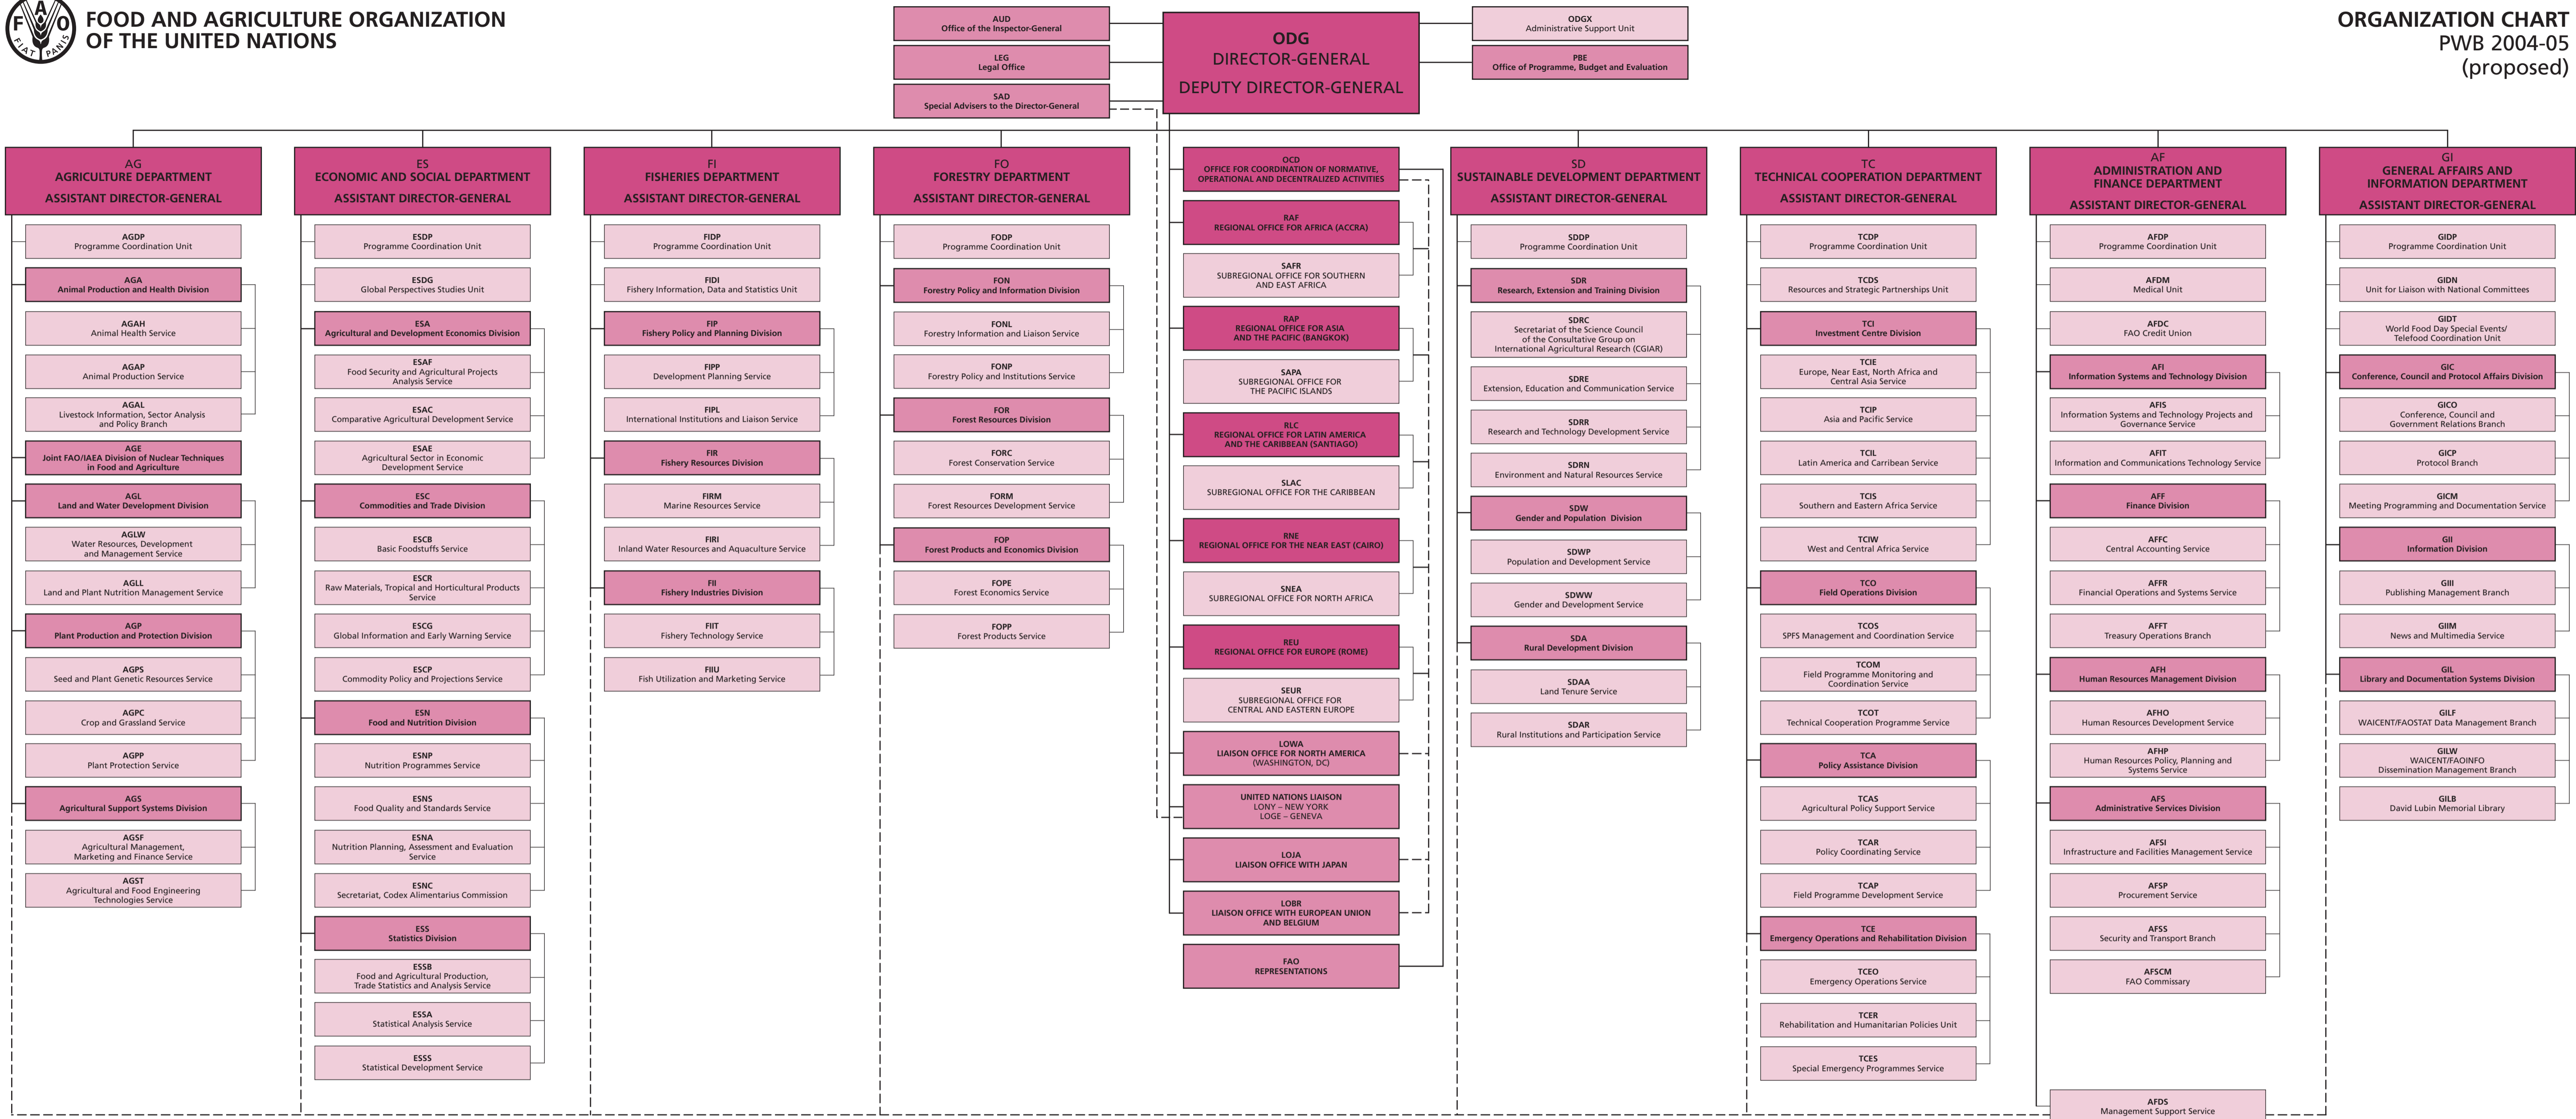 F A O
FIAT PANIS
FOOD AND AGRICULTURE ORGANIZATION
OF THE UNITED NATIONS
AUD
Office of the Inspector-General
LEG
Legal Office
SAD
Special Advisers to the Director-General
ODG
DIRECTOR-GENERAL
DEPUTY DIRECTOR-GENERAL
ODGX
Administrative Support Unit
PBE
Office of Programme, Budget and Evaluation
ORGANIZATION CHART
PWB 2004-05
(proposed)
AG
AGRICULTURE DEPARTMENT
ASSISTANT DIRECTOR-GENERAL
AGDP
Programme Coordination Unit
AGA
Animal Production and Health Division
AGAH
Animal Health Service
AGAP
Animal Production Service
AGAL
Livestock Information, Sector Analysis
and Policy Branch
AGE
Joint FAO/IAEA Division of Nuclear Techniques
in Food and Agriculture
AGL
Land and Water Development Division
AGLW
Water Resources, Development
and Management Service
AGLL
Land and Plant Nutrition Management Service
AGP
Plant Production and Protection Division
AGPS
Seed and Plant Genetic Resources Service
AGPC
Crop and Grassland Service
AGPP
Plant Protection Service
AGS
Agricultural Support Systems Division
AGSF
Agricultural Management,
Marketing and Finance Service
AGST
Agricultural and Food Engineering
Technologies Service
ES
ECONOMIC AND SOCIAL DEPARTMENT
ASSISTANT DIRECTOR-GENERAL
ESDP
Programme Coordination Unit
ESDG
Global Perspectives Studies Unit
ESA
Agricultural and Development Economics Division
ESAF
Food Security and Agricultural Projects
Analysis Service
ESAC
Comparative Agricultural Development Service
ESAE
Agricultural Sector in Economic
Development Service
ESC
Commodities and Trade Division
ESCB
Basic Foodstuffs Service
ESCR
Raw Materials, Tropical and Horticultural Products
Service
ESCG
Global Information and Early Warning Service
ESCP
Commodity Policy and Projections Service
ESN
Food and Nutrition Division
ESNP
Nutrition Programmes Service
ESNS
Food Quality and Standards Service
ESNA
Nutrition Planning, Assessment and Evaluation
Service
ESNC
Secretariat, Codex Alimentarius Commission
ESS
Statistics Division
ESSB
Food and Agricultural Production,
Trade Statistics and Analysis Service
ESSA
Statistical Analysis Service
ESSS
Statistical Development Service
FI
FISHERIES DEPARTMENT
ASSISTANT DIRECTOR-GENERAL
FIDP
Programme Coordination Unit
FIDI
Fishery Information, Data and Statistics Unit
FIP
Fishery Policy and Planning Division
FIPP
Development Planning Service
FIPL
International Institutions and Liaison Service
FIR
Fishery Resources Division
FIRM
Marine Resources Service
FIRI
Inland Water Resources and Aquaculture Service
FII
Fishery Industries Division
FIIT
Fishery Technology Service
FIIU
Fish Utilization and Marketing Service
FO
FORESTRY DEPARTMENT
ASSISTANT DIRECTOR-GENERAL
FODP
Programme Coordination Unit
FON
Forestry Policy and Information Division
FONL
Forestry Information and Liaison Service
FONP
Forestry Policy and Institutions Service
FOR
Forest Resources Division
FORC
Forest Conservation Service
FORM
Forest Resources Development Service
FOP
Forest Products and Economics Division
FOPE
Forest Economics Service
FOPP
Forest Products Service
OCD
OFFICE FOR COORDINATION OF NORMATIVE,
OPERATIONAL AND DECENTRALIZED ACTIVITIES
RAF
REGIONAL OFFICE FOR AFRICA (ACCRA)
SAFR
SUBREGIONAL OFFICE FOR SOUTHERN
AND EAST AFRICA
RAP
REGIONAL OFFICE FOR ASIA
AND THE PACIFIC (BANGKOK)
SAPA
SUBREGIONAL OFFICE FOR
THE PACIFIC ISLANDS
RLC
REGIONAL OFFICE FOR LATIN AMERICA
AND THE CARIBBEAN (SANTIAGO)
SLAC
SUBREGIONAL OFFICE FOR THE CARIBBEAN
RNE
REGIONAL OFFICE FOR THE NEAR EAST (CAIRO)
SNEA
SUBREGIONAL OFFICE FOR NORTH AFRICA
REU
REGIONAL OFFICE FOR EUROPE (ROME)
SEUR
SUBREGIONAL OFFICE FOR
CENTRAL AND EASTERN EUROPE
LOWA
LIAISON OFFICE FOR NORTH AMERICA
(WASHINGTON, DC)
UNITED NATIONS LIAISON
LONY – NEW YORK
LOGE – GENEVA
LOJA
LIAISON OFFICE WITH JAPAN
LOBR
LIAISON OFFICE WITH EUROPEAN UNION
AND BELGIUM
FAO
REPRESENTATIONS
SD
SUSTAINABLE DEVELOPMENT DEPARTMENT
ASSISTANT DIRECTOR-GENERAL
SDDP
Programme Coordination Unit
SDR
Research, Extension and Training Division
SDRC
Secretariat of the Science Council
of the Consultative Group on
International Agricultural Research (CGIAR)
SDRE
Extension, Education and Communication Service
SDRR
Research and Technology Development Service
SDRN
Environment and Natural Resources Service
SDW
Gender and Population Division
SDWP
Population and Development Service
SDWW
Gender and Development Service
SDA
Rural Development Division
SDAA
Land Tenure Service
SDAR
Rural Institutions and Participation Service
TC
TECHNICAL COOPERATION DEPARTMENT
ASSISTANT DIRECTOR-GENERAL
TCDP
Programme Coordination Unit
TCDS
Resources and Strategic Partnerships Unit
TCI
Investment Centre Division
TCIE
Europe, Near East, North Africa and
Central Asia Service
TCIP
Asia and Pacific Service
TCIL
Latin America and Carribean Service
TCIS
Southern and Eastern Africa Service
TCIW
West and Central Africa Service
TCO
Field Operations Division
TCOS
SPFS Management and Coordination Service
TCOM
Field Programme Monitoring and
Coordination Service
TCOT
Technical Cooperation Programme Service
TCA
Policy Assistance Division
TCAS
Agricultural Policy Support Service
TCAR
Policy Coordinating Service
TCAP
Field Programme Development Service
TCE
Emergency Operations and Rehabilitation Division
TCEO
Emergency Operations Service
TCER
Rehabilitation and Humanitarian Policies Unit
TCES
Special Emergency Programmes Service
AF
ADMINISTRATION AND
FINANCE DEPARTMENT
ASSISTANT DIRECTOR-GENERAL
AFDP
Programme Coordination Unit
AFDM
Medical Unit
AFDC
FAO Credit Union
AFI
Information Systems and Technology Division
AFIS
Information Systems and Technology Projects and
Governance Service
AFIT
Information and Communications Technology Service
AFF
Finance Division
AFFC
Central Accounting Service
AFFR
Financial Operations and Systems Service
AFFT
Treasury Operations Branch
AFH
Human Resources Management Division
AFHO
Human Resources Development Service
AFHP
Human Resources Policy, Planning and
Systems Service
AFS
Administrative Services Division
AFSI
Infrastructure and Facilities Management Service
AFSP
Procurement Service
AFSS
Security and Transport Branch
AFSCM
FAO Commissary
AFDS
Management Support Service
GI
GENERAL AFFAIRS AND
INFORMATION DEPARTMENT
ASSISTANT DIRECTOR-GENERAL
GIDP
Programme Coordination Unit
GIDN
Unit for Liaison with National Committees
GIDT
World Food Day Special Events/
Telefood Coordination Unit
GIC
Conference, Council and Protocol Affairs Division
GICO
Conference, Council and
Government Relations Branch
GICP
Protocol Branch
GICM
Meeting Programming and Documentation Service
GII
Information Division
GIII
Publishing Management Branch
GIIM
News and Multimedia Service
GIL
Library and Documentation Systems Division
GILF
WAICENT/FAOSTAT Data Management Branch
GILW
WAICENT/FAOINFO
Dissemination Management Branch
GILB
David Lubin Memorial Library